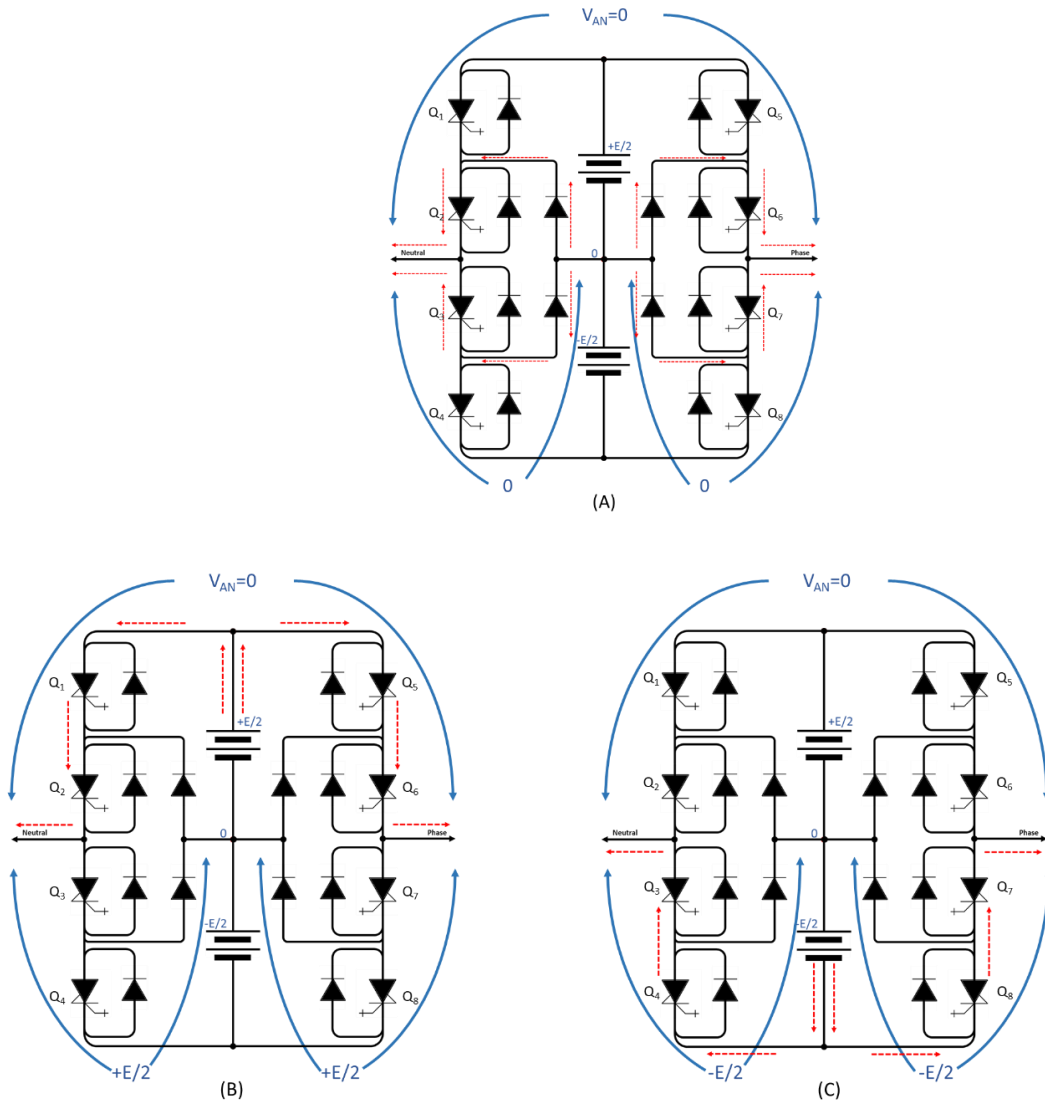 V_AN=0
Q1
Q5
+E/2
Q2
Q6
Neutral
0
Phase
Q3
Q7
-E/2
Q4
Q8
0
0
(A)
V_AN=0
Q1
Q5
+E/2
Q2
Q6
Neutral
0
Phase
Q3
Q7
-E/2
Q4
Q8
+E/2
+E/2
(B)
V_AN=0
Q1
Q5
+E/2
Q2
Q6
Neutral
0
Phase
Q3
Q7
-E/2
Q4
Q8
-E/2
-E/2
(C)